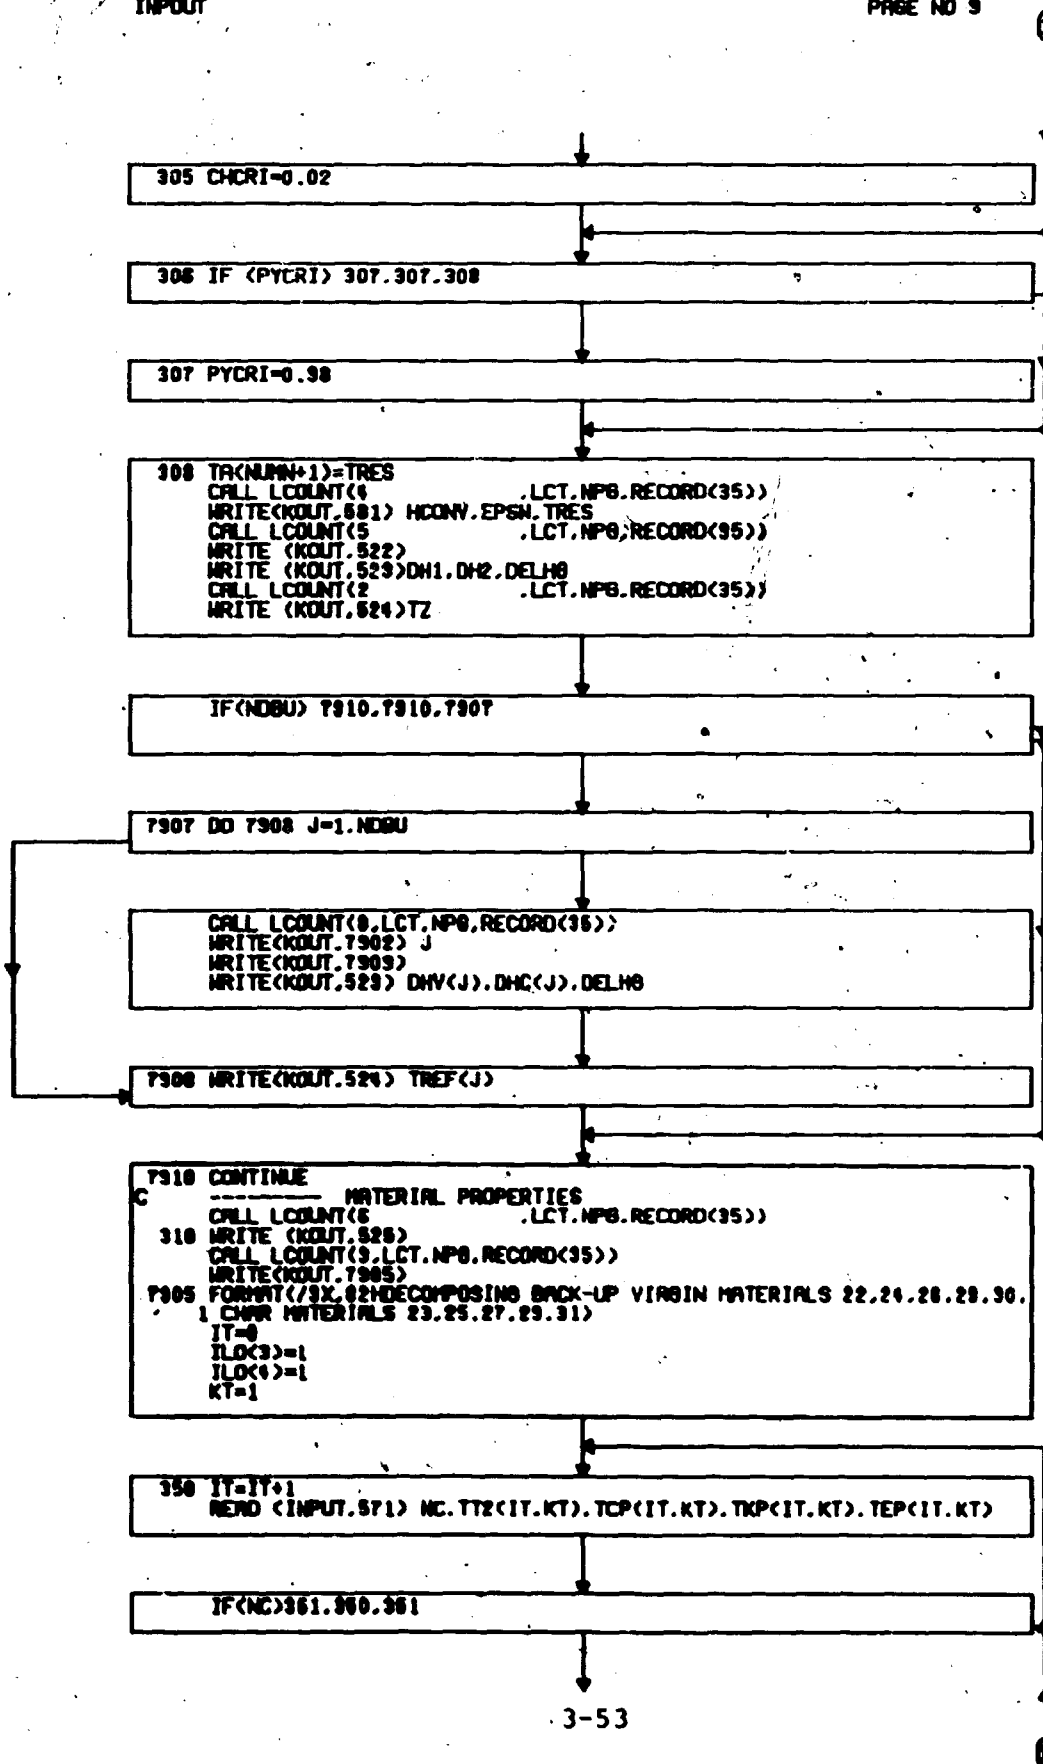 INPOUT PAGE NO 9
305 CHCRI=0.02
306 IF (PYCRI) 307,307,308
307 PYCRI=0.98
308 TA(NUMN+1)=TRES
CALL LCOUNT(4 ,LCT,NPG,RECORD(35))
WRITE(KOUT,581) HCONV,EPSW,TRES
CALL LCOUNT(5 ,LCT,NPG,RECORD(35))
WRITE (KOUT,522)
WRITE (KOUT,523)DH1,DH2,DELHG
CALL LCOUNT(2 ,LCT,NPG,RECORD(35))
WRITE (KOUT,524)TZ
IF(NDBU) 7910,7910,7907
7907 DO 7908 J=1,NDBU
CALL LCOUNT(8,LCT,NPG,RECORD(35))
WRITE(KOUT,7902) J
WRITE(KOUT,7903)
WRITE(KOUT,523) DHV(J),DHC(J),DELHG
7908 WRITE(KOUT,524) TREF(J)
7910 CONTINUE
C --------- MATERIAL PROPERTIES
CALL LCOUNT(6 ,LCT,NPG,RECORD(35))
310 WRITE (KOUT,525)
CALL LCOUNT(3,LCT,NPG,RECORD(35))
WRITE(KOUT,7905)
7905 FORMAT(/3X,82HDECOMPOSING BACK-UP VIRGIN MATERIALS 22,24,26,28,30,
1 CHAR MATERIALS 23,25,27,29,31)
IT=0
ILO(3)=1
ILO(4)=1
KT=1
350 IT=IT+1
READ (INPUT,571) NC,TT2(IT,KT),TCP(IT,KT),TKP(IT,KT),TEP(IT,KT)
IF(NC)351,350,351
3-53